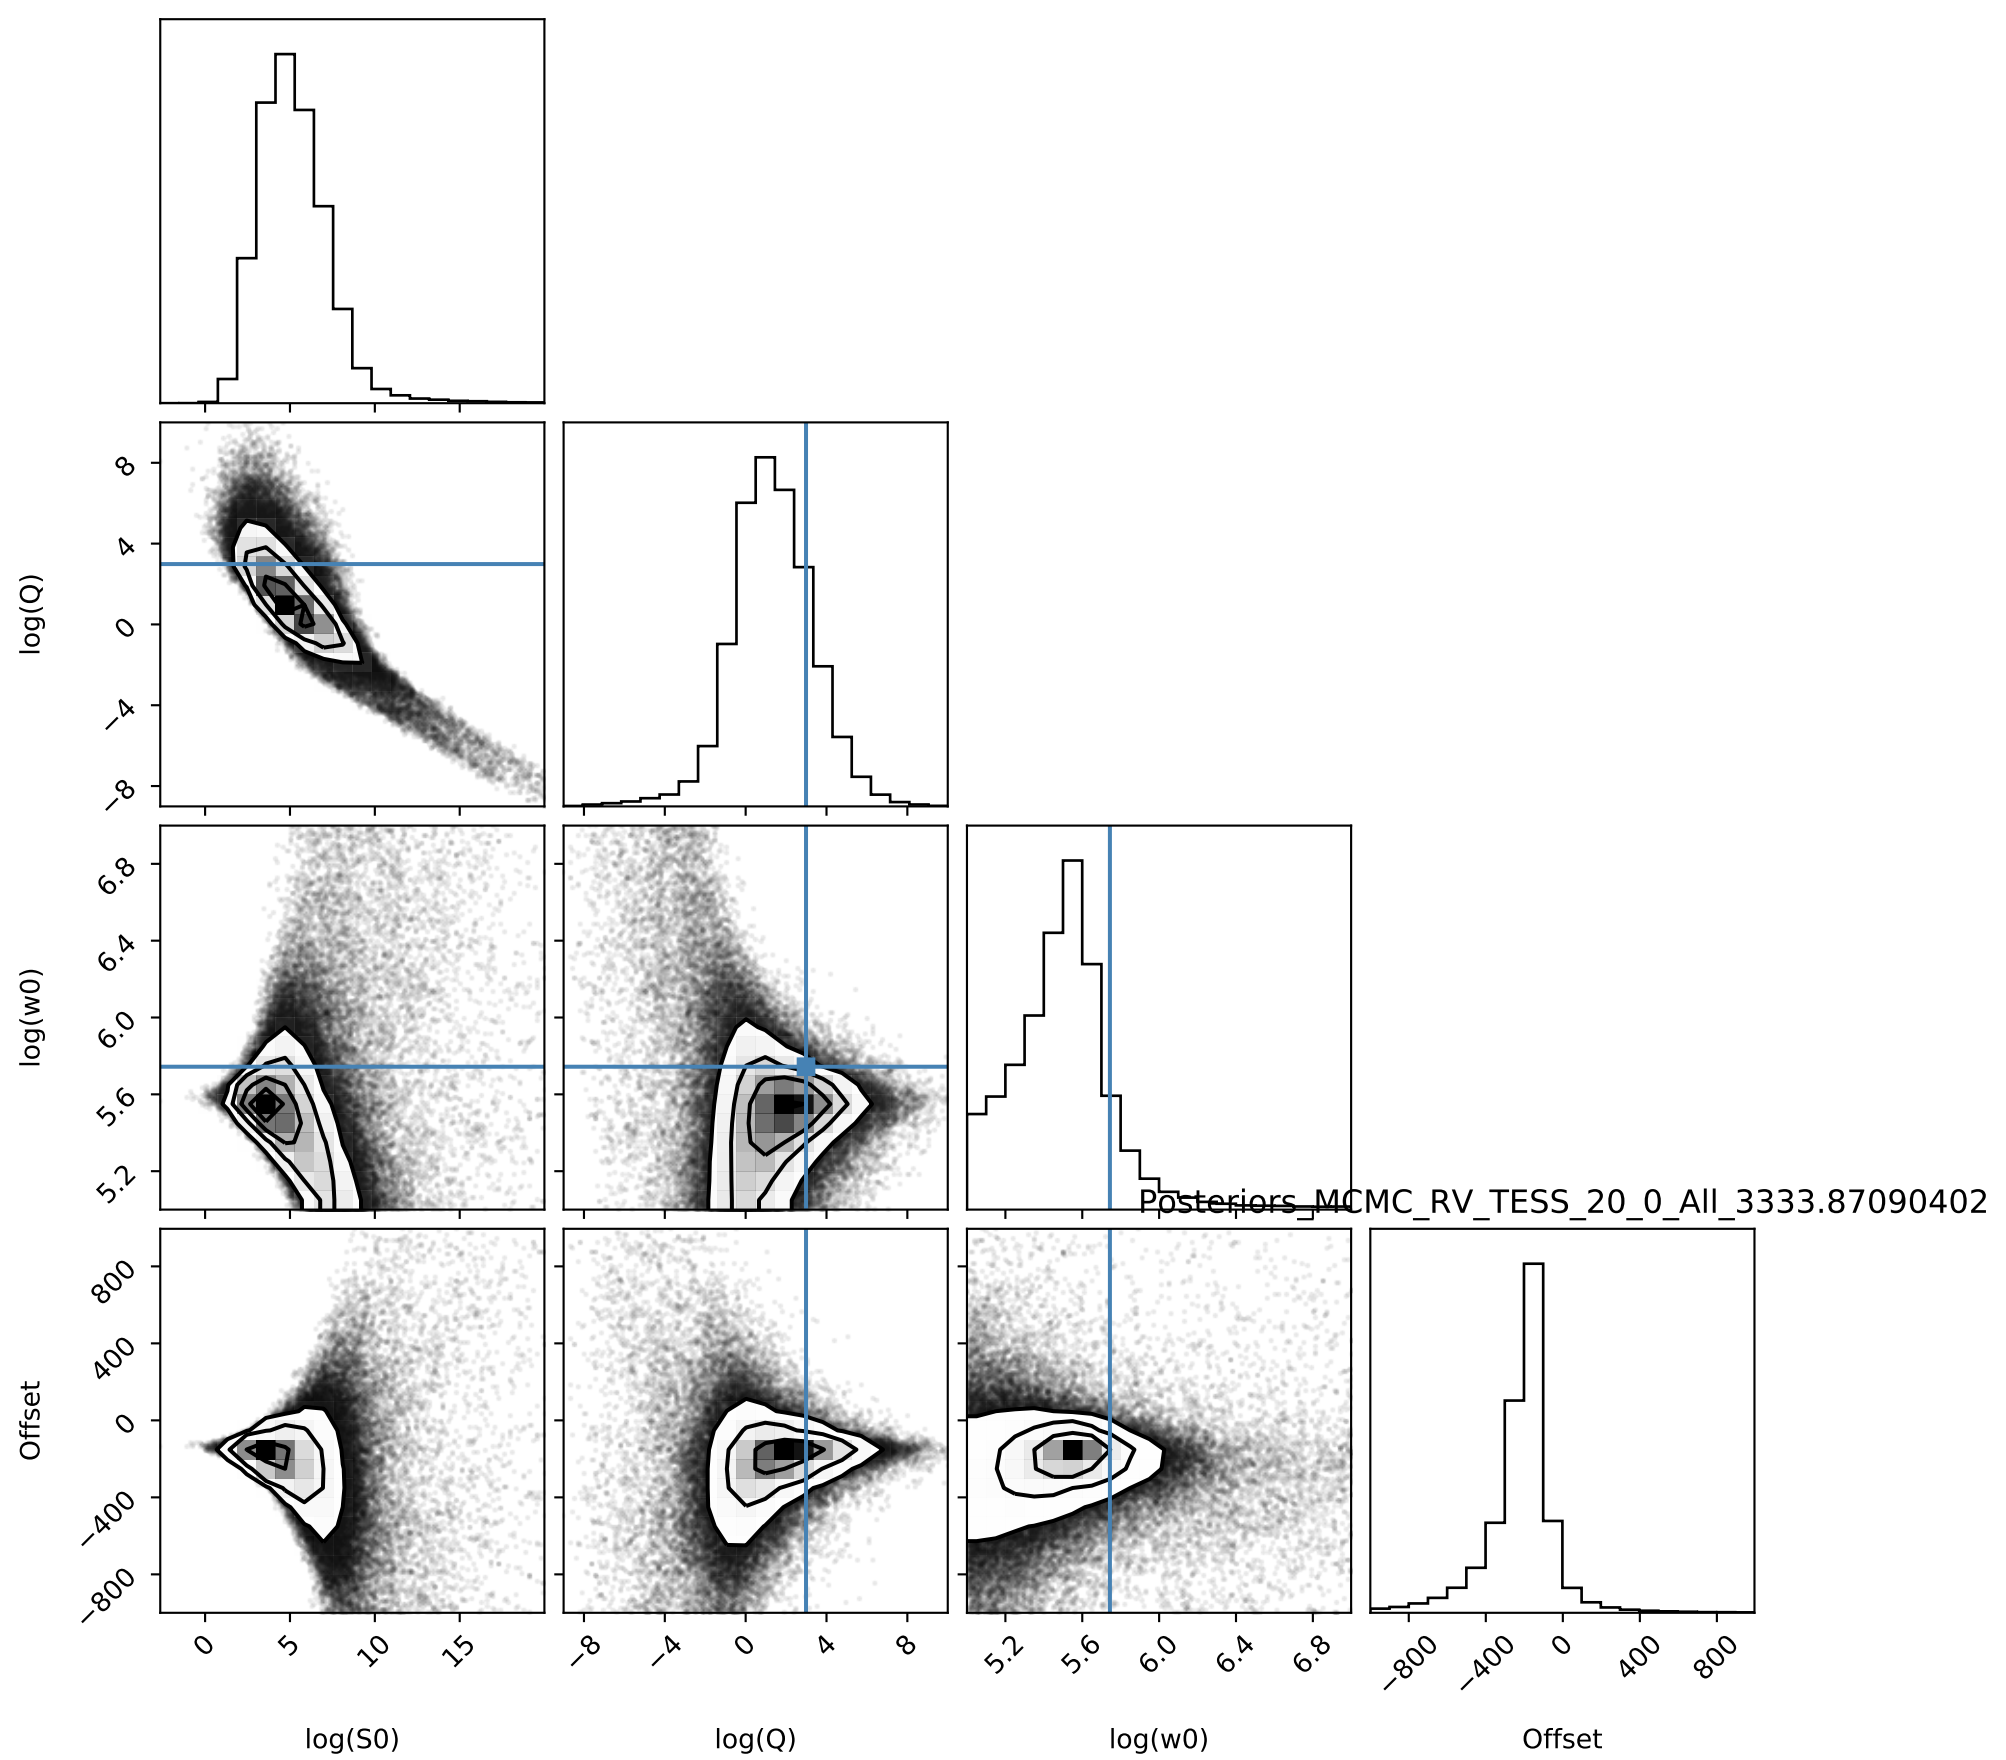 8
4
0
−4
−8
log(Q)
6.8
6.4
6.0
5.6
5.2
log(w0)
Posteriors_MCMC_RV_TESS_20_0_All_3333.87090402
800
400
0
−400
−800
Offset
0 5 10 15 −8 −4 0 4 8 5.2 5.6 6.0 6.4 6.8 −800 −400 0 400 800
log(S0) log(Q) log(w0) Offset